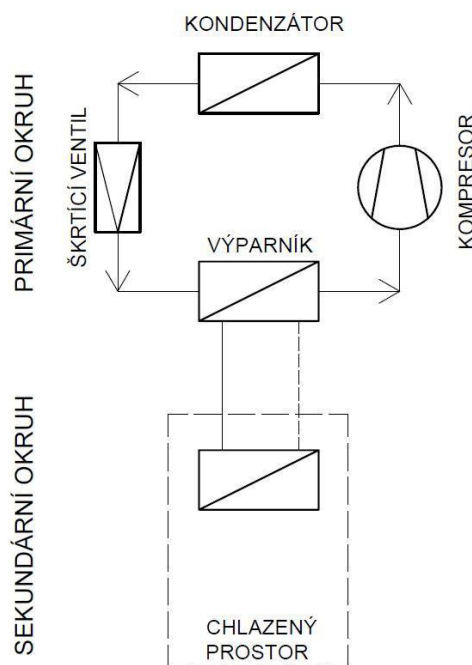 KONDENZÁTOR
PRIMÁRNÍ OKRUH
ŠKRTÍCÍ VENTIL
KOMPRESOR
VÝPARNÍK
SEKUNDÁRNÍ OKRUH
CHLAZENÝ
PROSTOR